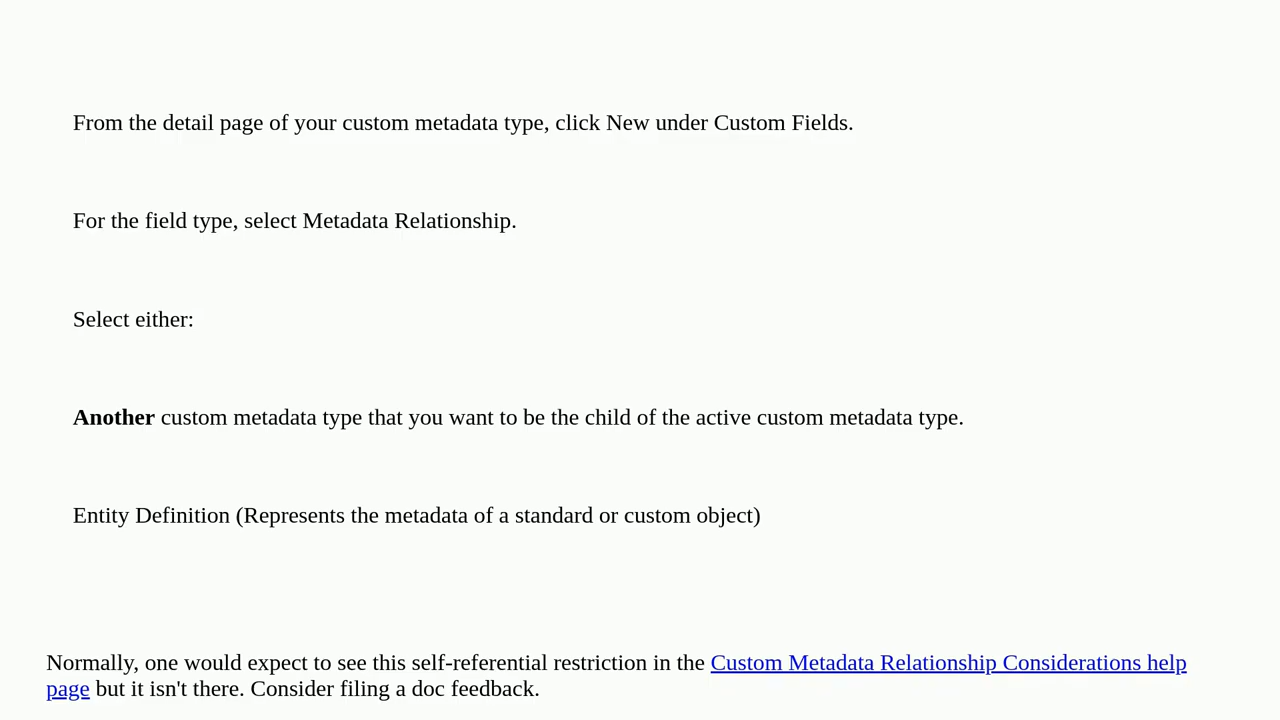 From the detail page of your custom metadata type, click New under Custom Fields.
For the field type, select Metadata Relationship.
Select either:
Another custom metadata type that you want to be the child of the active custom metadata type.
Entity Definition (Represents the metadata of a standard or custom object)
Normally, one would expect to see this self-referential restriction in the Custom Metadata Relationship Considerations help
page but it isn't there. Consider filing a doc feedback.